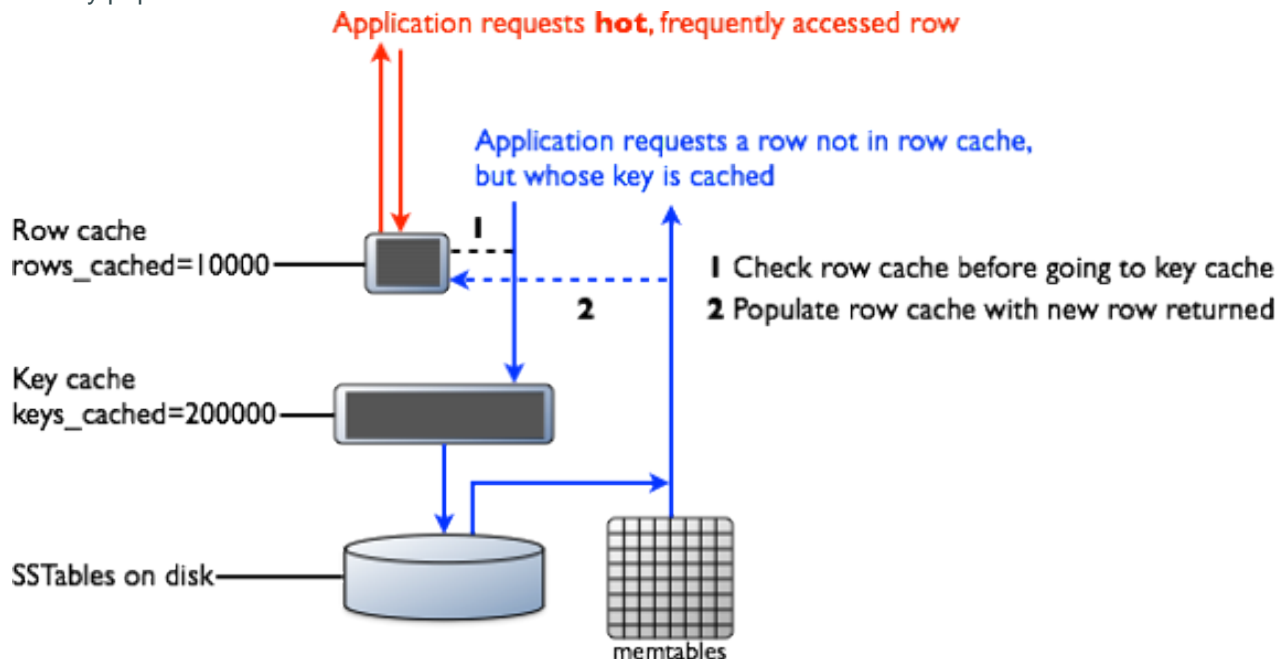 Application requests hot, frequently accessed row
Application requests a row not in row cache,
but whose key is cached
1
Row cache
rows_cached=10000
1 Check row cache before going to key cache
2
2 Populate row cache with new row returned
Key cache
keys_cached=200000
SSTables on disk
memtables